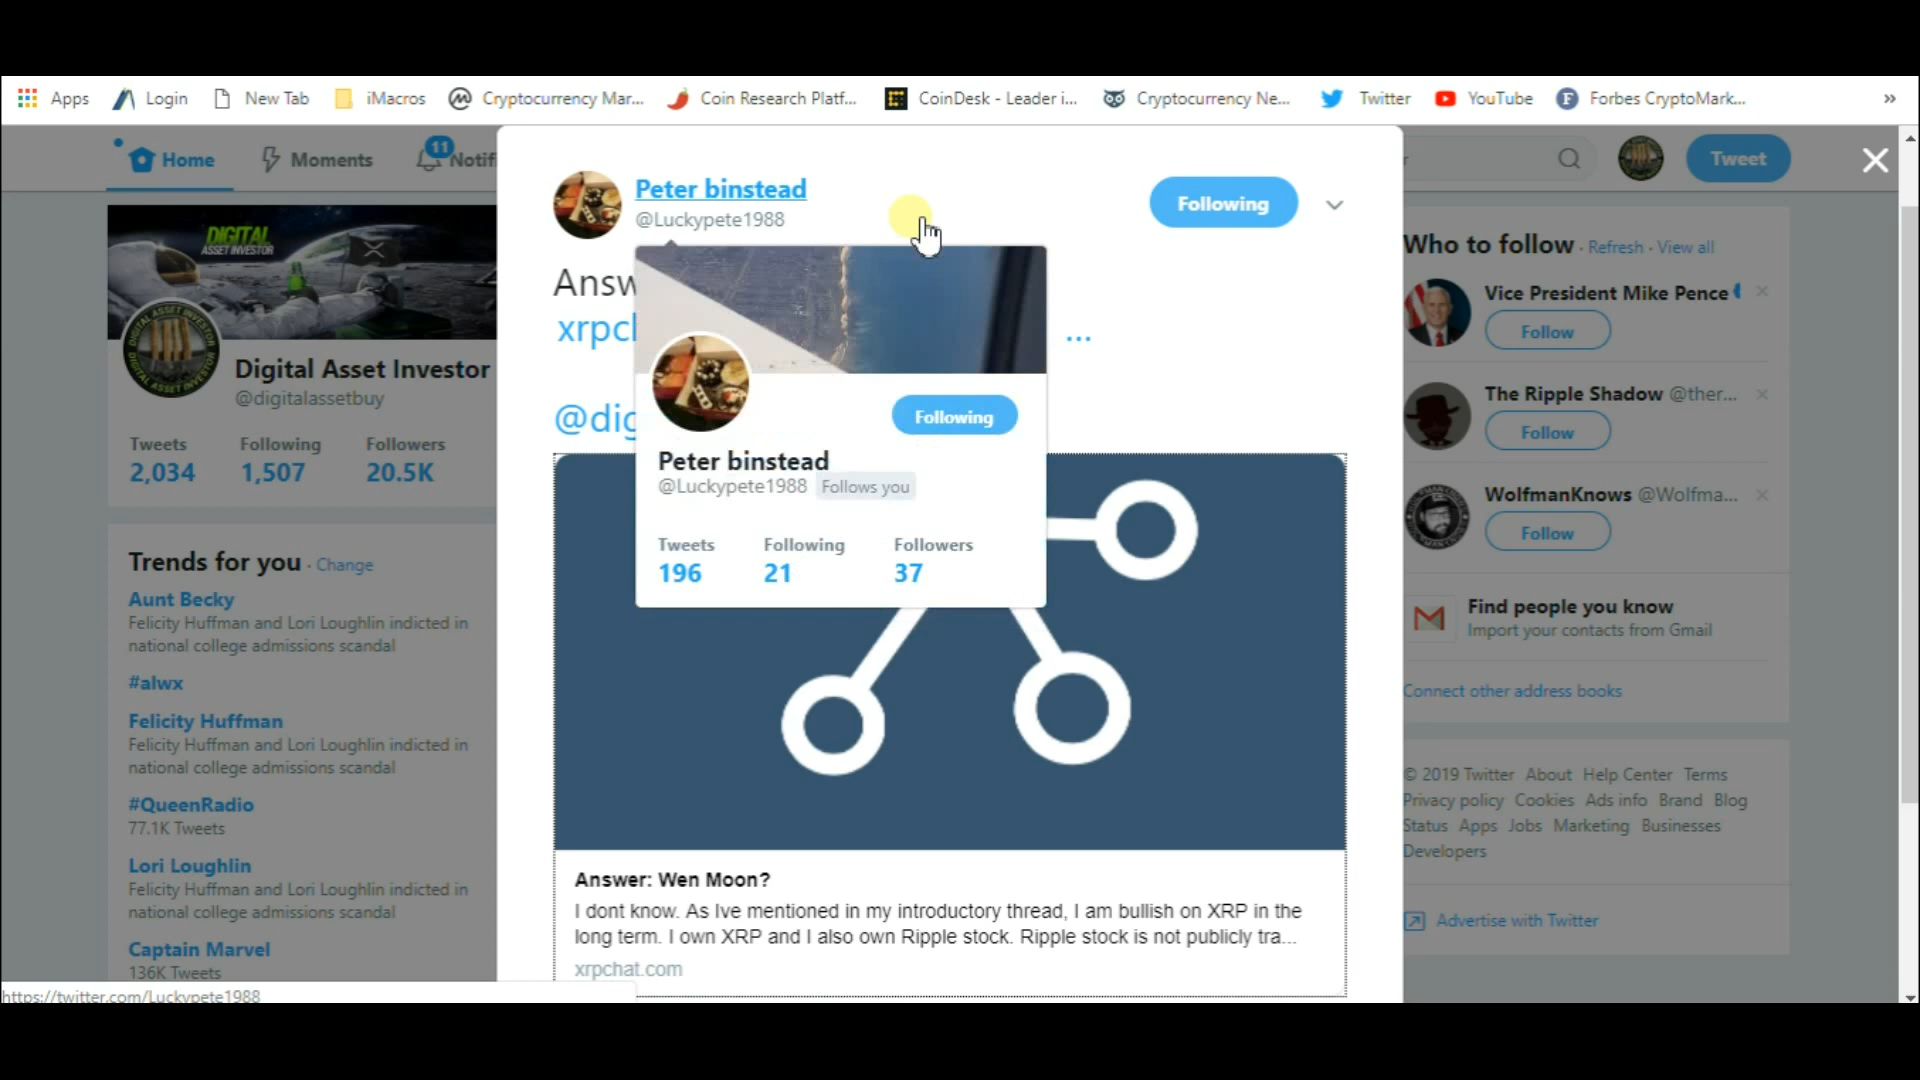 Apps Login New Tab iMacros Cryptocurrency Mar... Coin Research Platf... CoinDesk - Leader i... Cryptocurrency Ne... Twitter YouTube Forbes CryptoMark... »
Home Moments 11 Notif
Tweet
DIGITAL
ASSET INVESTOR
Digital Asset Investor
@digitalassetbuy
Tweets Following Followers
2,034 1,507 20.5K
Trends for you · Change
Aunt Becky
Felicity Huffman and Lori Loughlin indicted in
national college admissions scandal
#alwx
Felicity Huffman
Felicity Huffman and Lori Loughlin indicted in
national college admissions scandal
#QueenRadio
77.1K Tweets
Lori Loughlin
Felicity Huffman and Lori Loughlin indicted in
national college admissions scandal
Captain Marvel
136K Tweets
https://twitter.com/Luckypete1988
Peter binstead
@Luckypete1988
Following
Answ
xrpc ...
@dig
Following
Peter binstead
@Luckypete1988 Follows you
Tweets Following Followers
196 21 37
Answer: Wen Moon?
I dont know. As Ive mentioned in my introductory thread, I am bullish on XRP in the
long term. I own XRP and I also own Ripple stock. Ripple stock is not publicly tra...
xrpchat.com
Who to follow · Refresh · View all
Vice President Mike Pence
Follow
The Ripple Shadow @ther...
Follow
WolfmanKnows @Wolfma...
Follow
Find people you know
Import your contacts from Gmail
Connect other address books
© 2019 Twitter About Help Center Terms
Privacy policy Cookies Ads info Brand Blog
Status Apps Jobs Marketing Businesses
Developers
Advertise with Twitter